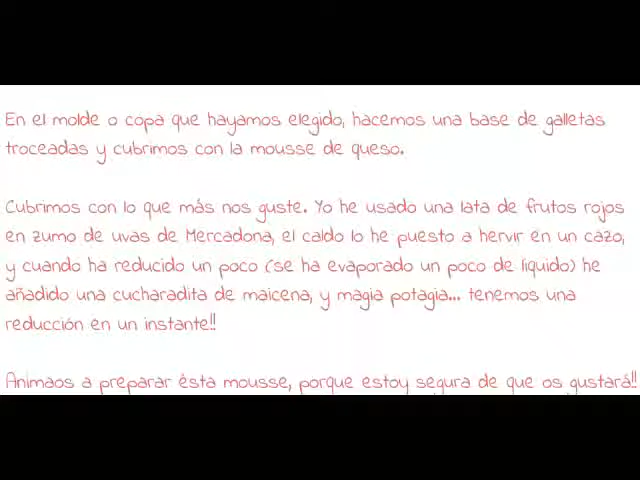 En el molde o copa que hayamos elegido, hacemos una base de galletas
troceadas y cubrimos con la mousse de queso.
Cubrimos con lo que más nos guste. Yo he usado una lata de frutos rojos
en zumo de uvas de Mercadona, el caldo lo he puesto a hervir en un cazo,
y cuando ha reducido un poco (se ha evaporado un poco de líquido) he
añadido una cucharadita de maicena, y magia potagia... tenemos una
reducción en un instante!!
Animaos a preparar ésta mousse, porque estoy segura de que os gustará!!